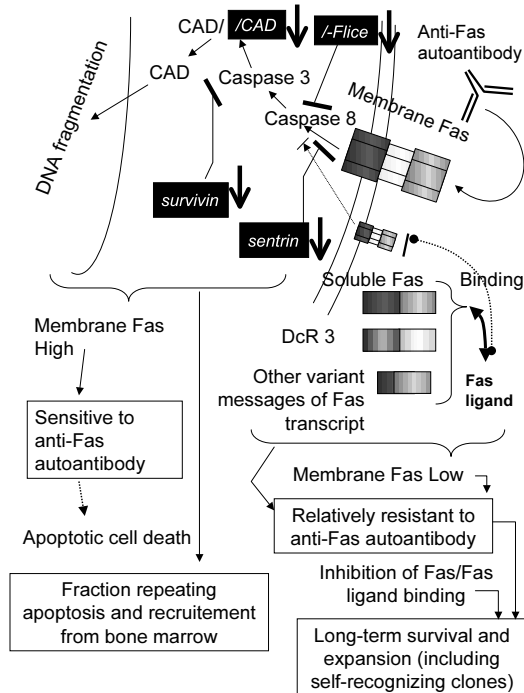 CAD/ /CAD
/-Flice
Anti-Fas
autoantibody
CAD
Caspase 3
Caspase 8
Membrane Fas
DNA fragmentation
survivin
sentrin
Soluble Fas
Binding
DcR 3
Other variant
messages of Fas
transcript
Fas
ligand
Membrane Fas
High
Sensitive to
anti-Fas
autoantibody
Apoptotic cell death
Fraction repeating
apoptosis and recruitement
from bone marrow
Membrane Fas Low
Relatively resistant to
anti-Fas autoantibody
Inhibition of Fas/Fas
ligand binding
Long-term survival and
expansion (including
self-recognizing clones)